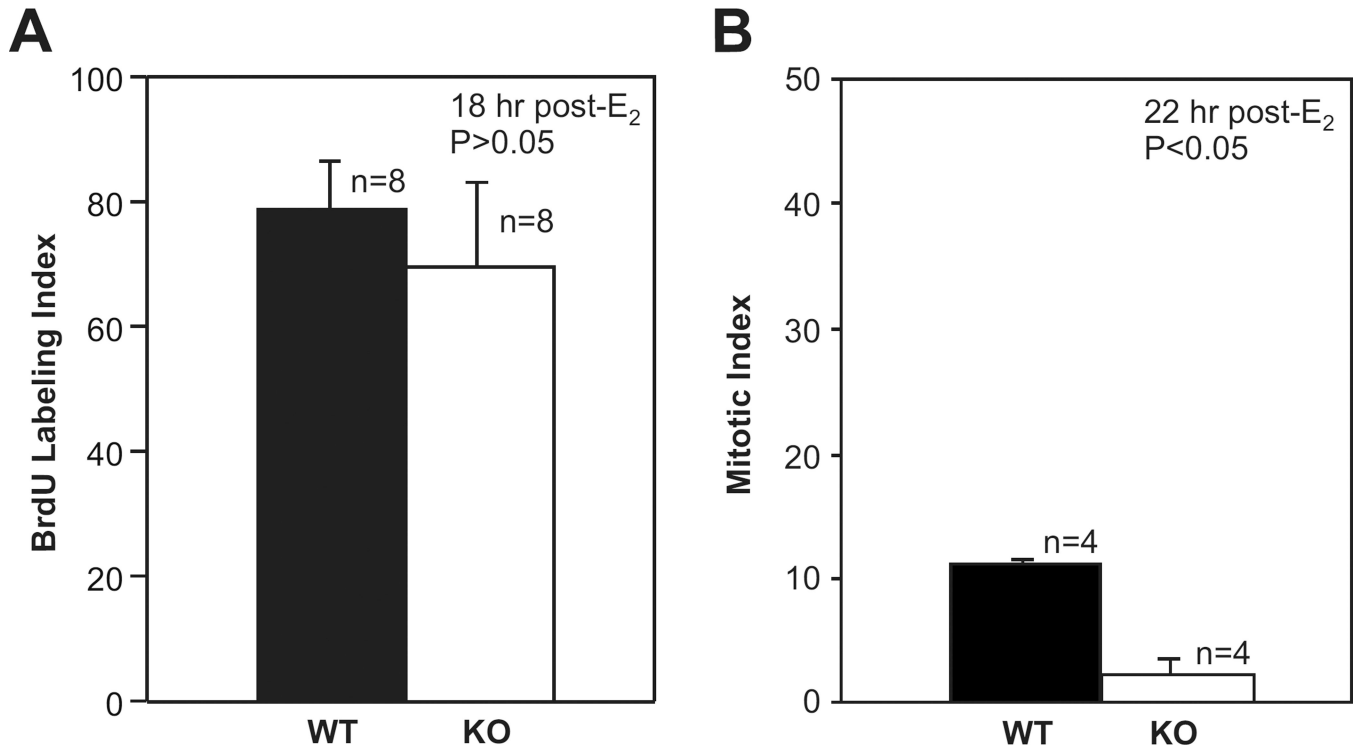 A
100
80
60
40
20
0
BrdU Labeling Index
18 hr post-E₂
P>0.05
n=8
n=8
WT
KO
B
50
40
30
20
10
0
Mitotic Index
22 hr post-E₂
P<0.05
n=4
n=4
WT
KO